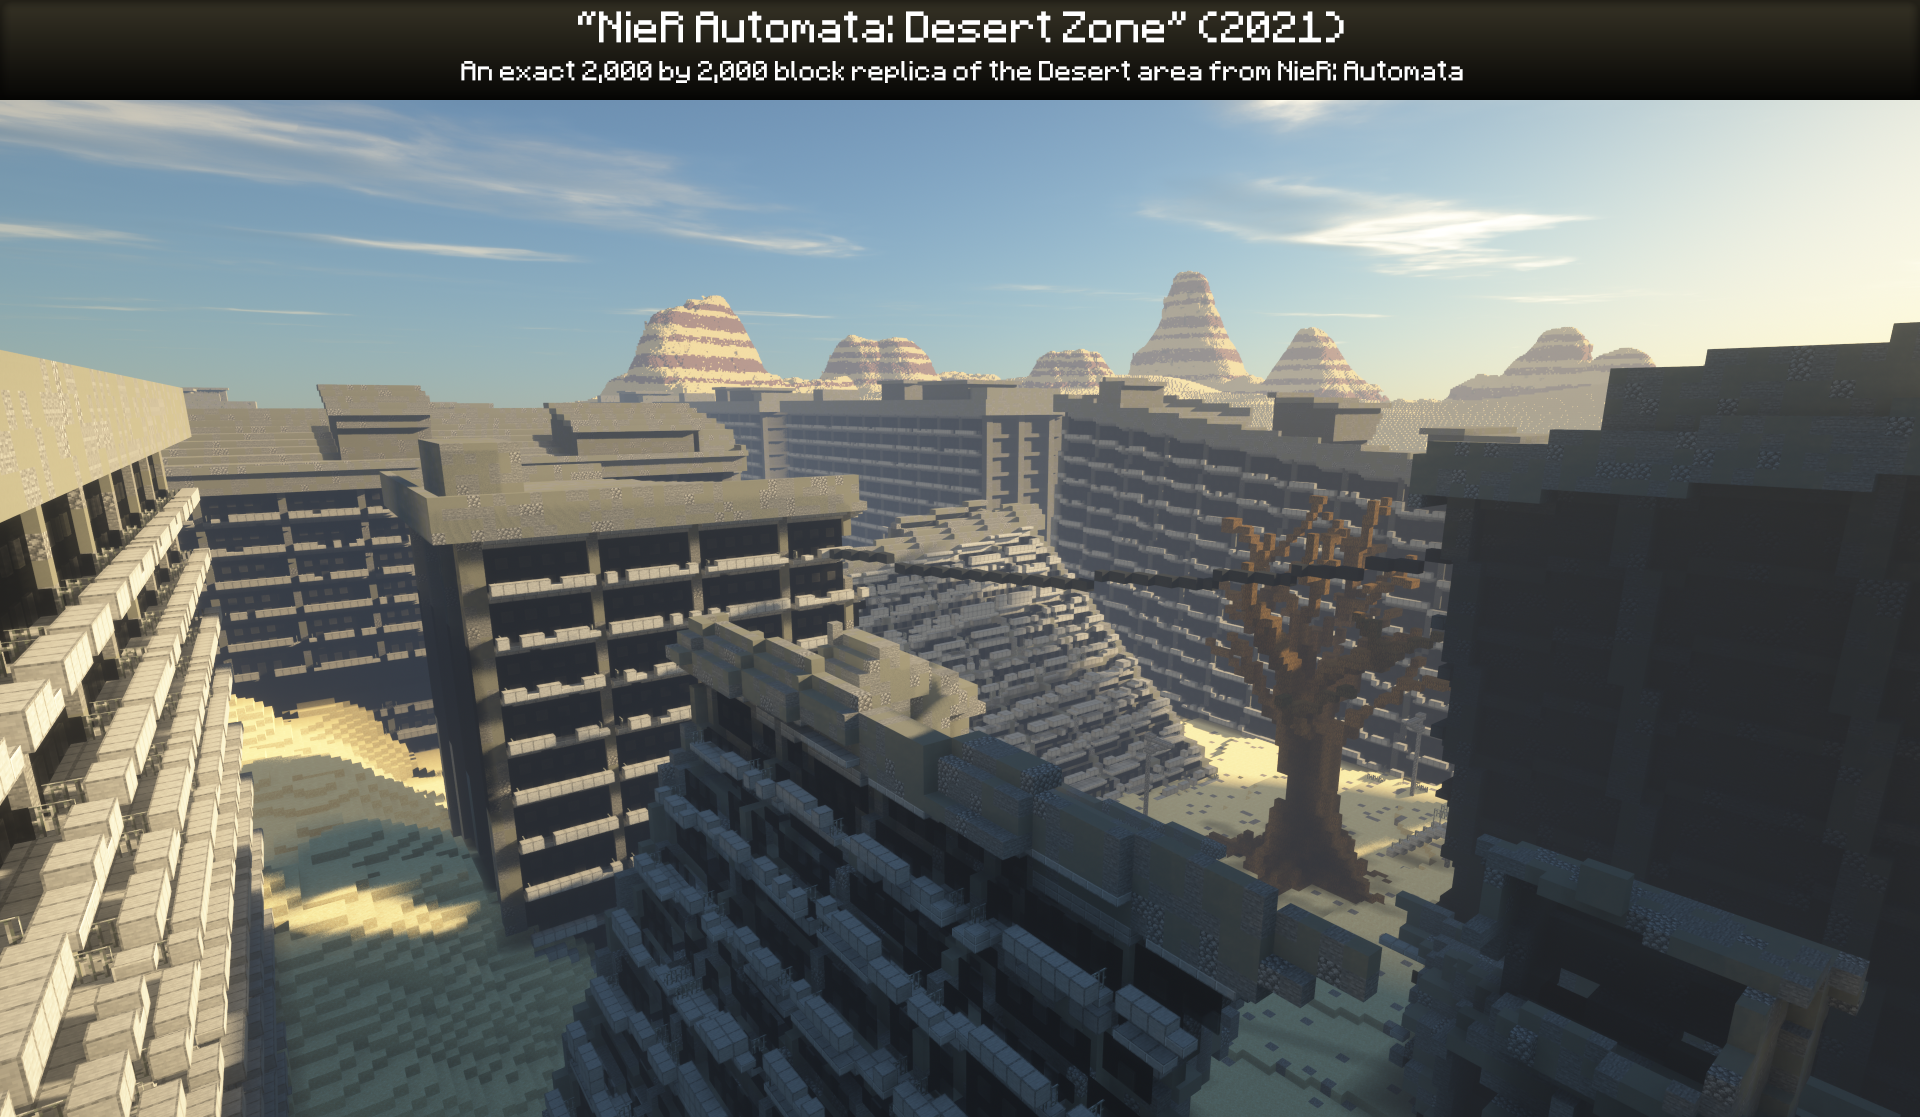 "NieR Automata: Desert Zone" (2021)
An exact 2,000 by 2,000 block replica of the Desert area from NieR: Automata